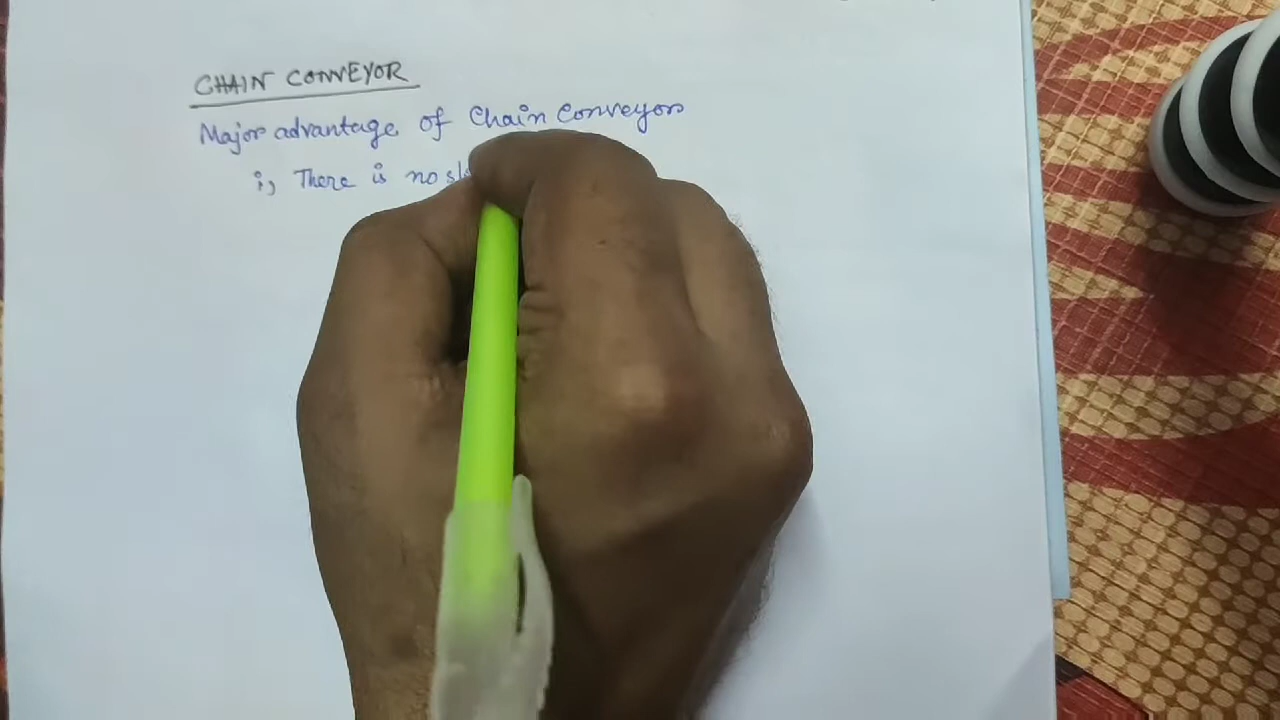 CHAIN CONVEYOR
Major advantage of Chain Conveyors
i, There is no